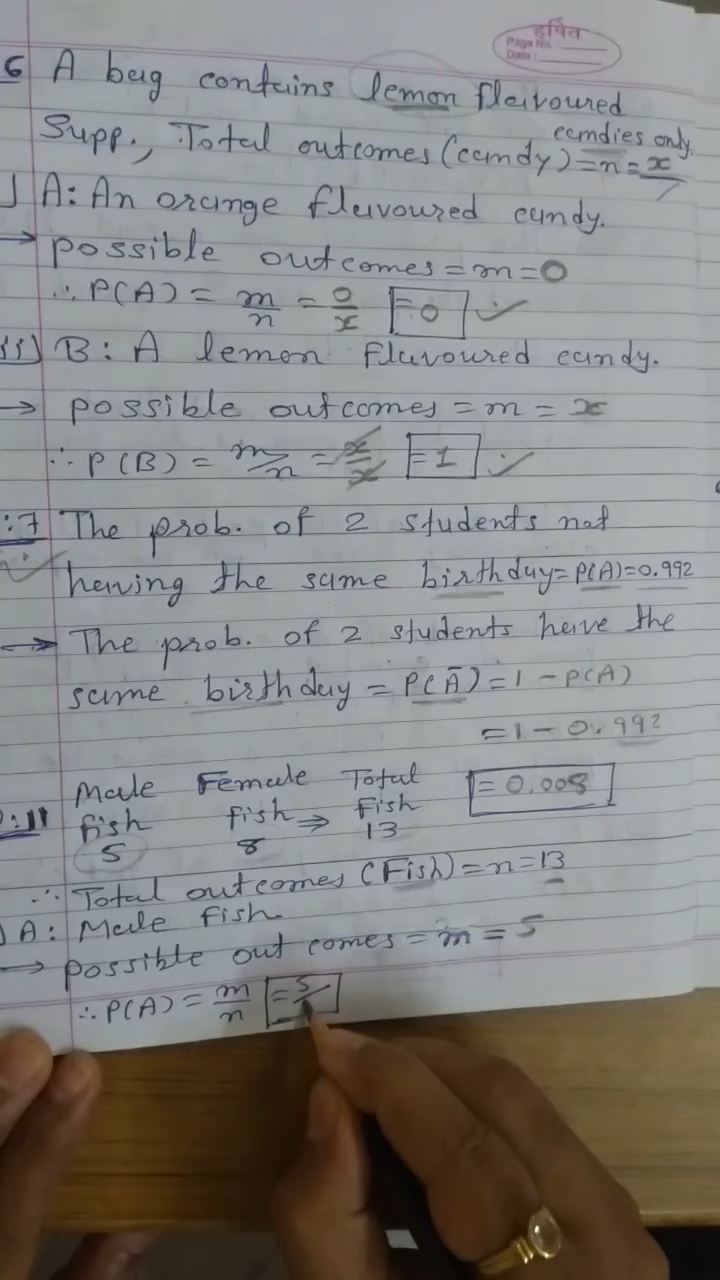 हर्षित
Page No.
Date :
6 A bag contains lemon flavoured
candies only.
Supp., Total outcomes (candy) = n = x
) A: An orange flavoured candy.
→ possible outcomes = m = 0
∴ P(A) = m/n = 0/x = 0
ii) B: A lemon flavoured candy.
→ possible outcomes = m = x
∴ P(B) = m/n = x/x = 1
:7 The prob. of 2 students not
having the same birthday = P(A) = 0.992
→ The prob. of 2 students have the
same birthday = P(Ā) = 1 - P(A)
= 1 - 0.992
= 0.008
:11 Male Female Total
fish fish ⇒ fish
5 8 13
∴ Total outcomes (Fish) = n = 13
) A: Male fish.
→ possible out comes = m = 5
∴ P(A) = m/n = 5/